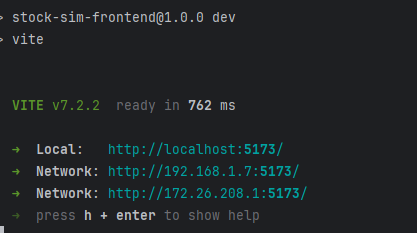 > stock-sim-frontend@1.0.0 dev
> vite
VITE v7.2.2 ready in 762 ms
➜ Local: http://localhost:5173/
➜ Network: http://192.168.1.7:5173/
➜ Network: http://172.26.208.1:5173/
➜ press h + enter to show help